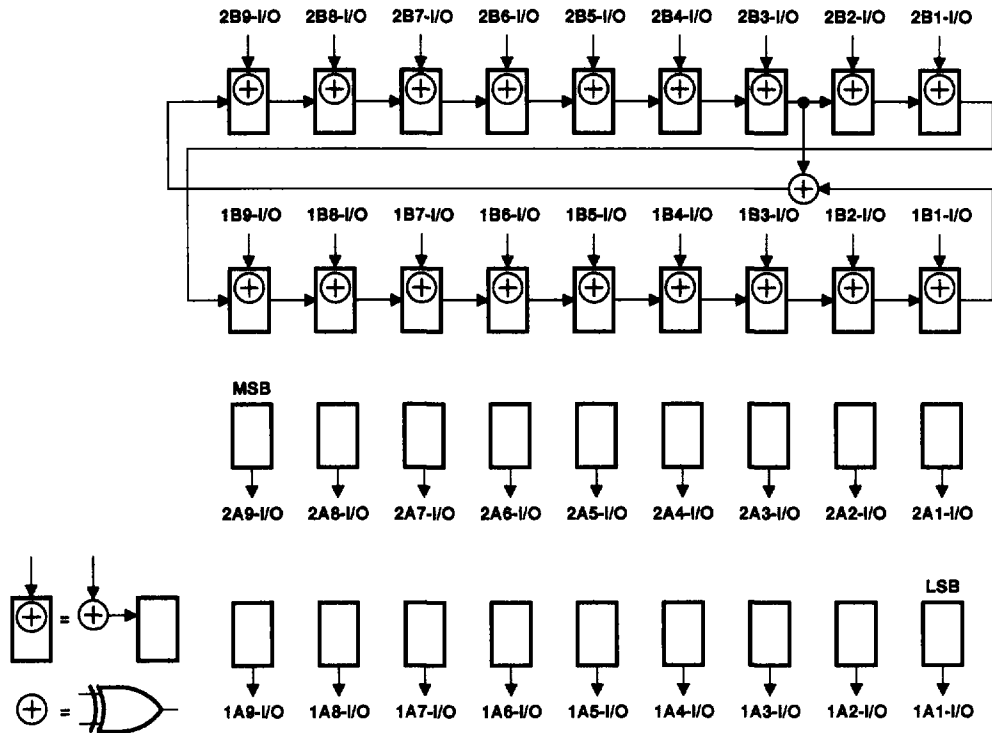 2B9-I/O 2B8-I/O 2B7-I/O 2B6-I/O 2B5-I/O 2B4-I/O 2B3-I/O 2B2-I/O 2B1-I/O
1B9-I/O 1B8-I/O 1B7-I/O 1B6-I/O 1B5-I/O 1B4-I/O 1B3-I/O 1B2-I/O 1B1-I/O
MSB
2A9-I/O 2A8-I/O 2A7-I/O 2A6-I/O 2A5-I/O 2A4-I/O 2A3-I/O 2A2-I/O 2A1-I/O
LSB
=
=
1A9-I/O 1A8-I/O 1A7-I/O 1A6-I/O 1A5-I/O 1A4-I/O 1A3-I/O 1A2-I/O 1A1-I/O